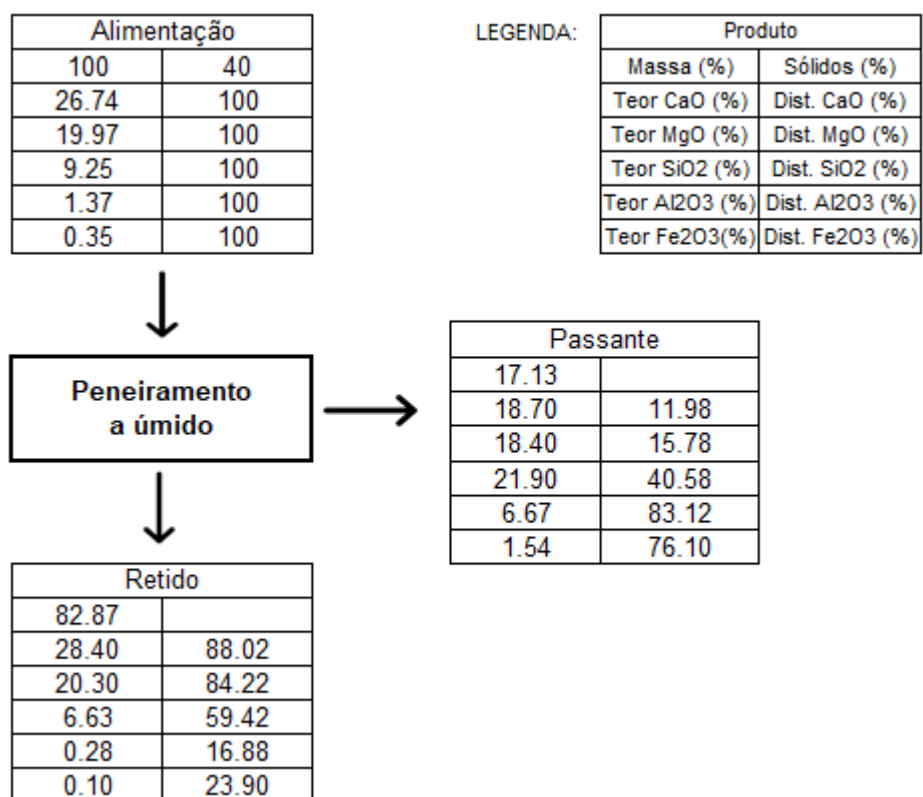 Alimentação
100 40
26.74 100
19.97 100
9.25 100
1.37 100
0.35 100
LEGENDA:
Produto
Massa (%) Sólidos (%)
Teor CaO (%) Dist. CaO (%)
Teor MgO (%) Dist. MgO (%)
Teor SiO2 (%) Dist. SiO2 (%)
Teor Al2O3 (%) Dist. Al2O3 (%)
Teor Fe2O3(%) Dist. Fe2O3 (%)
Peneiramento
a úmido
Passante
17.13
18.70 11.98
18.40 15.78
21.90 40.58
6.67 83.12
1.54 76.10
Retido
82.87
28.40 88.02
20.30 84.22
6.63 59.42
0.28 16.88
0.10 23.90